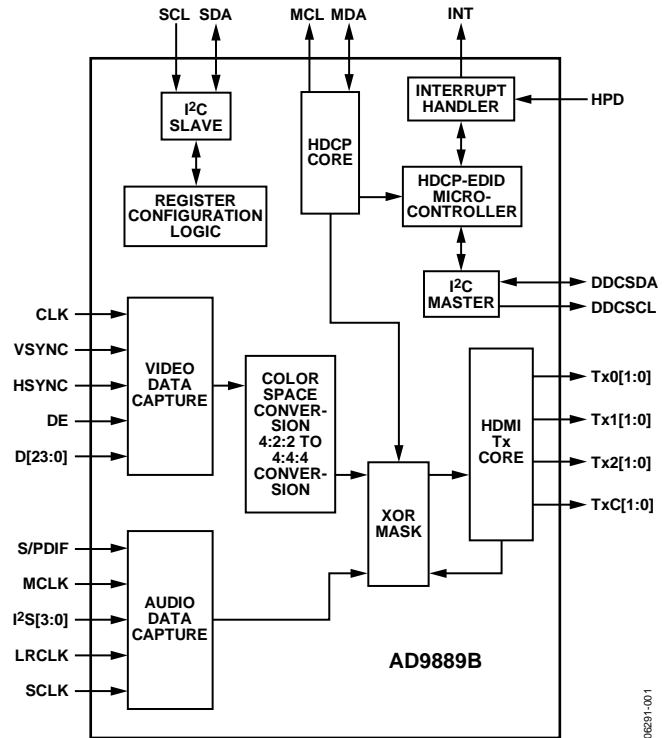 SCL SDA
MCL MDA
INT
I²C
SLAVE
REGISTER
CONFIGURATION
LOGIC
HDCP
CORE
INTERRUPT
HANDLER
HPD
HDCP-EDID
MICRO-
CONTROLLER
I²C
MASTER
DDCSDA
DDCSCL
CLK
VSYNC
HSYNC
DE
D[23:0]
VIDEO
DATA
CAPTURE
COLOR
SPACE
CONVER-
SION
4:2:2 TO
4:4:4
CONVER-
SION
XOR
MASK
HDMI
Tx
CORE
Tx0[1:0]
Tx1[1:0]
Tx2[1:0]
TxC[1:0]
S/PDIF
MCLK
I²S[3:0]
LRCLK
SCLK
AUDIO
DATA
CAPTURE
AD9889B
06291-001